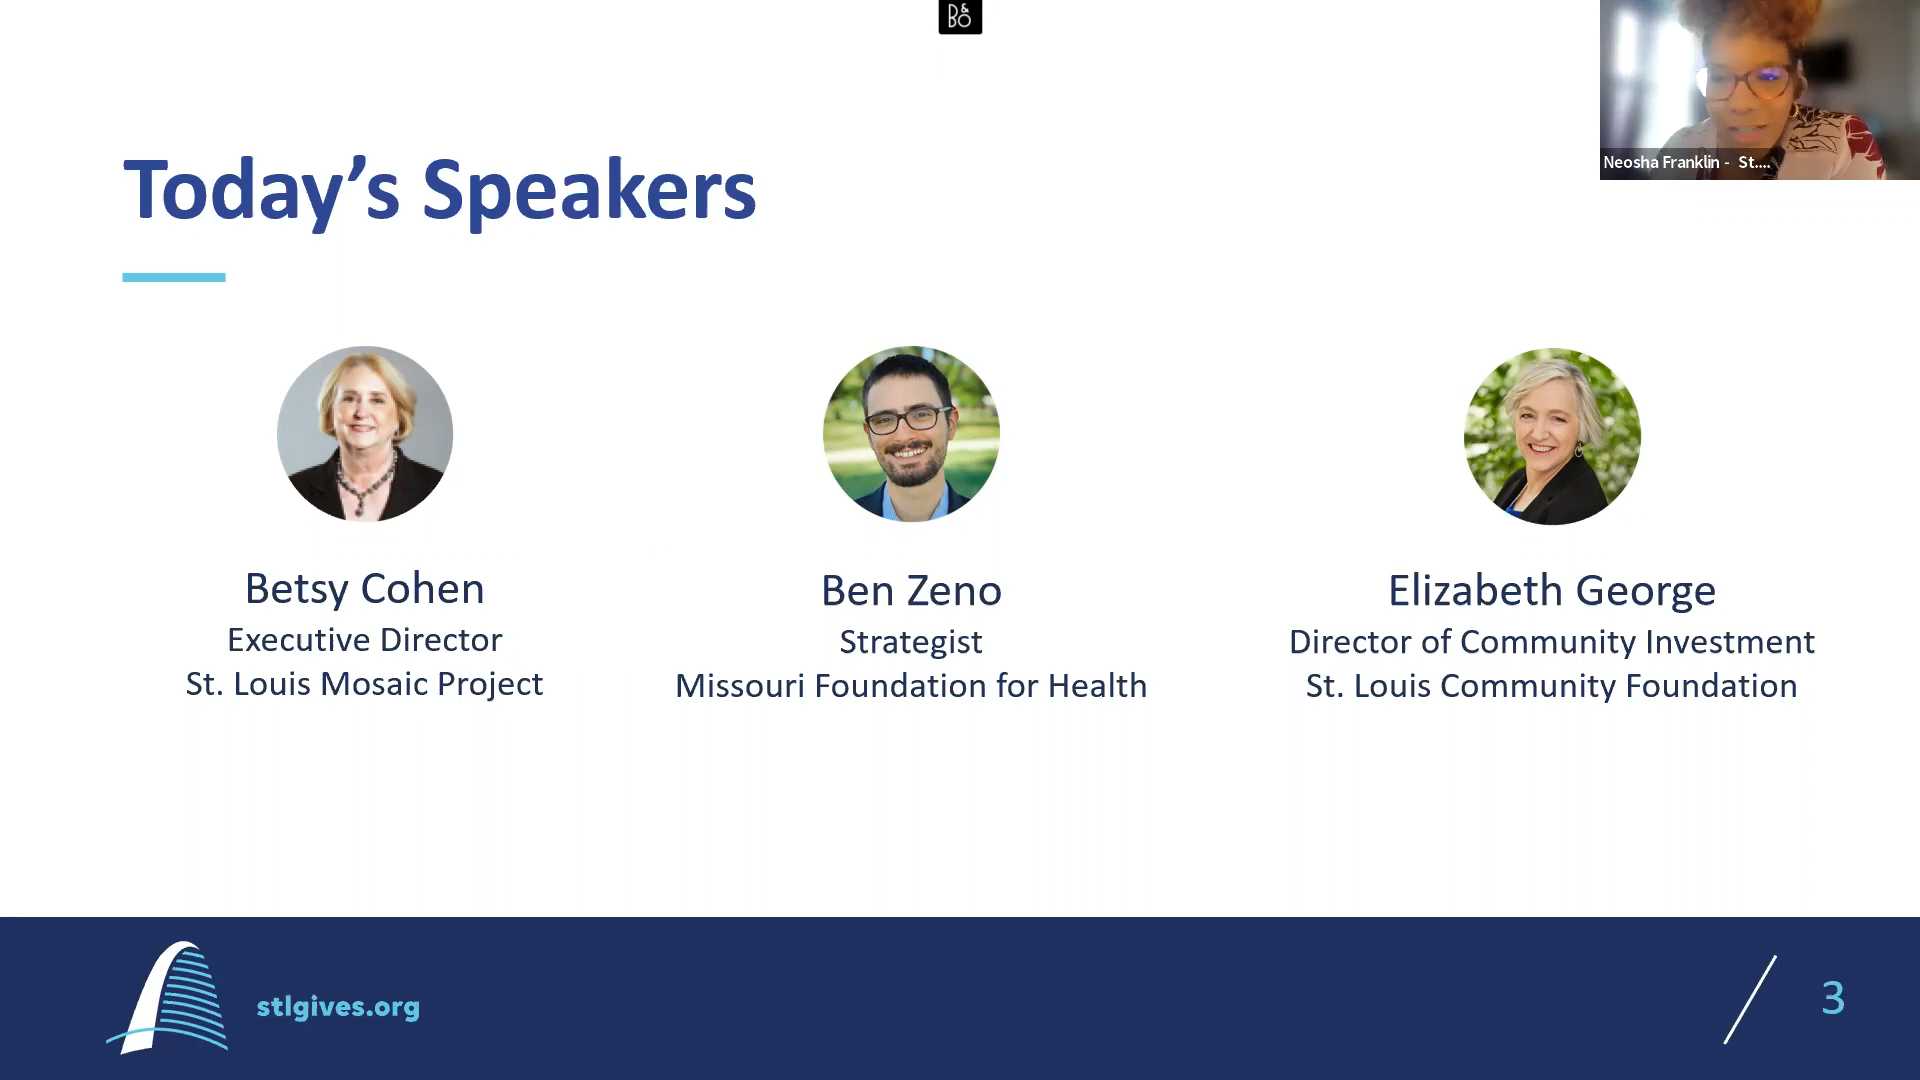 B&O
Neosha Franklin - St....
Today's Speakers
Betsy Cohen
Executive Director
St. Louis Mosaic Project
Ben Zeno
Strategist
Missouri Foundation for Health
Elizabeth George
Director of Community Investment
St. Louis Community Foundation
stlgives.org
3